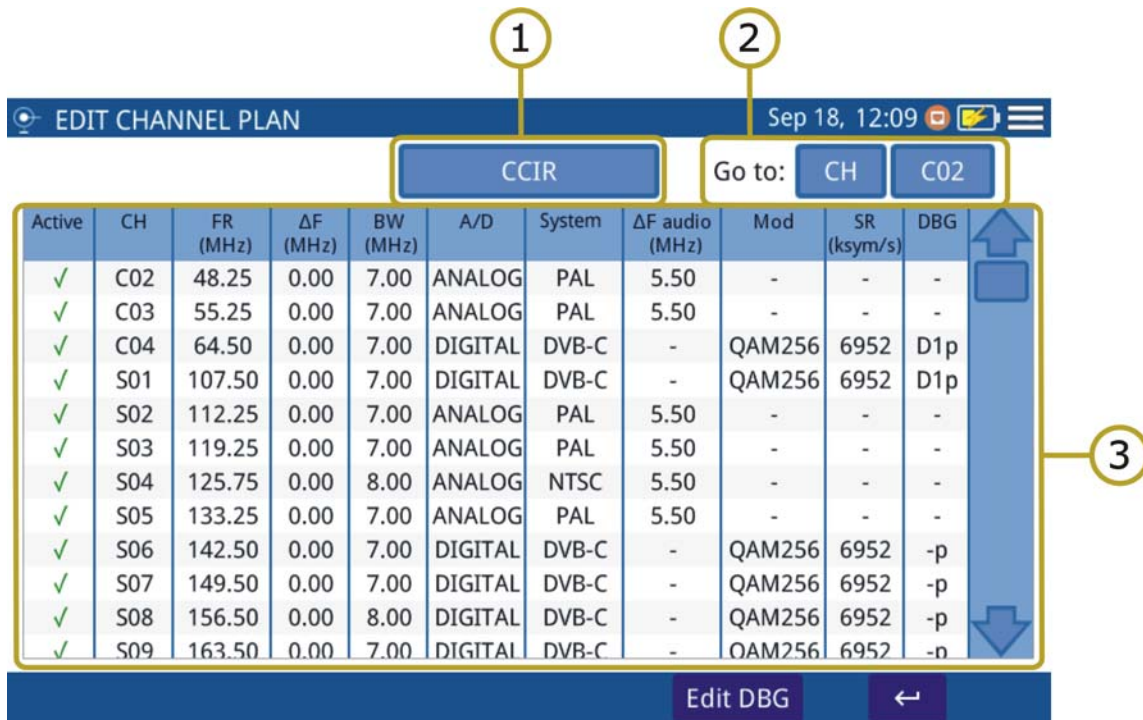 1 2
EDIT CHANNEL PLAN Sep 18, 12:09
CCIR Go to: CH C02
Active CH FR (MHz) ΔF (MHz) BW (MHz) A/D System ΔF audio (MHz) Mod SR (ksym/s) DBG
√ C02 48.25 0.00 7.00 ANALOG PAL 5.50 - - -
√ C03 55.25 0.00 7.00 ANALOG PAL 5.50 - - -
√ C04 64.50 0.00 7.00 DIGITAL DVB-C - QAM256 6952 D1p
√ S01 107.50 0.00 7.00 DIGITAL DVB-C - QAM256 6952 D1p
√ S02 112.25 0.00 7.00 ANALOG PAL 5.50 - - -
√ S03 119.25 0.00 7.00 ANALOG PAL 5.50 - - -
√ S04 125.75 0.00 8.00 ANALOG NTSC 5.50 - - -
√ S05 133.25 0.00 7.00 ANALOG PAL 5.50 - - -
√ S06 142.50 0.00 7.00 DIGITAL DVB-C - QAM256 6952 -p
√ S07 149.50 0.00 7.00 DIGITAL DVB-C - QAM256 6952 -p
√ S08 156.50 0.00 8.00 DIGITAL DVB-C - QAM256 6952 -p
√ S09 163.50 0.00 7.00 DIGITAL DVB-C - QAM256 6952 -p
3
Edit DBG